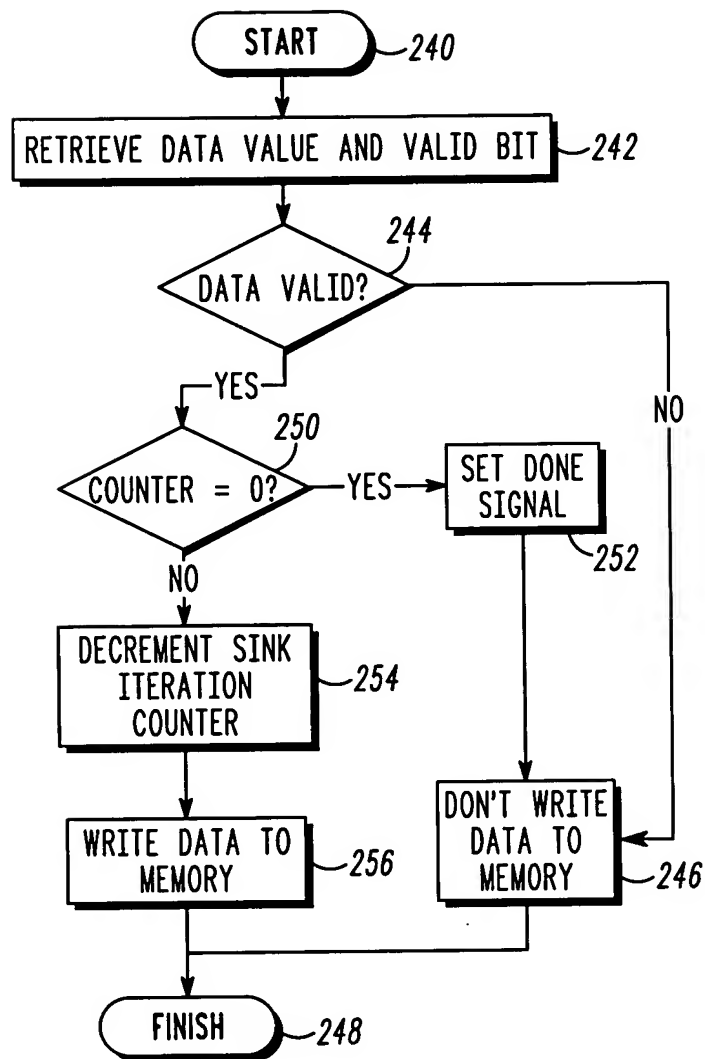 START
240
RETRIEVE DATA VALUE AND VALID BIT
242
244
DATA VALID?
YES
NO
250
COUNTER = 0?
YES
SET DONE
SIGNAL
252
NO
DECREMENT SINK
ITERATION
COUNTER
254
DON'T WRITE
DATA TO
MEMORY
246
WRITE DATA TO
MEMORY
256
FINISH
248